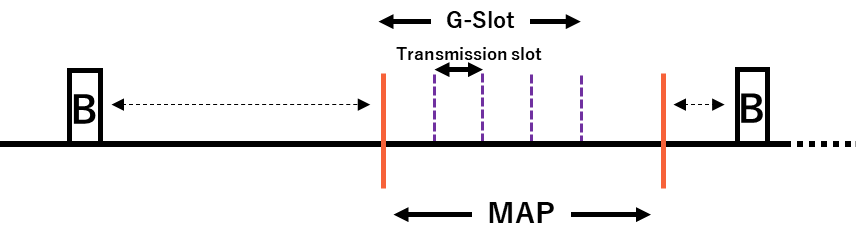 G-Slot
Transmission slot
B
B
MAP